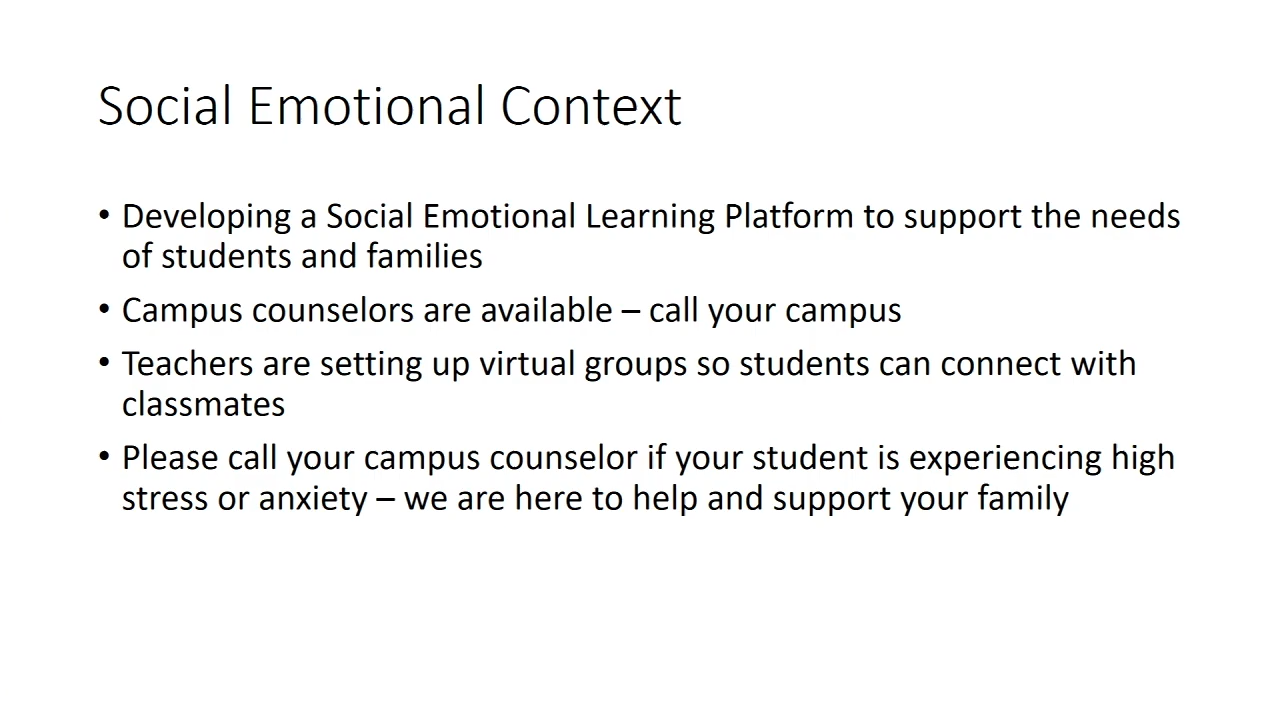 Social Emotional Context
• Developing a Social Emotional Learning Platform to support the needs
of students and families
• Campus counselors are available – call your campus
• Teachers are setting up virtual groups so students can connect with
classmates
• Please call your campus counselor if your student is experiencing high
stress or anxiety – we are here to help and support your family